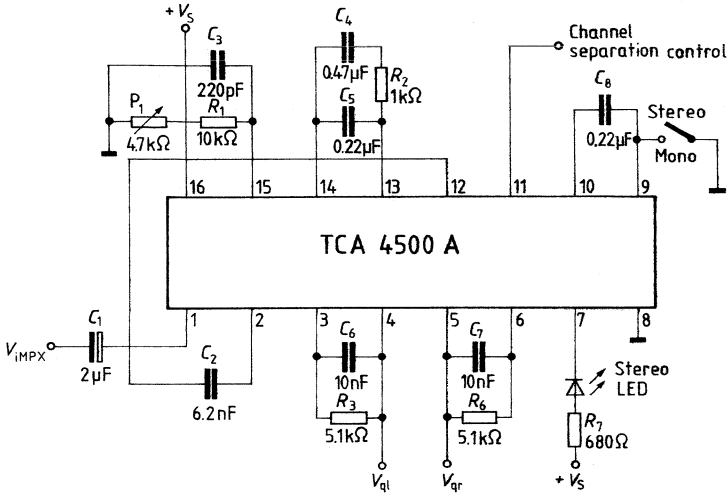 + Vs
C3
220pF
P1
4.7kΩ
R1
10kΩ
C4
0.47µF
R2
1kΩ
C5
0.22µF
Channel
separation control
C8
0,22µF
Stereo
Mono
16 15 14 13 12 11 10 9
TCA 4500 A
1 2 3 4 5 6 7 8
ViMPX
C1
2µF
C2
6.2nF
C6
10nF
R3
5.1kΩ
C7
10nF
R6
5.1kΩ
Stereo
LED
R7
680Ω
Vql
Vqr
+ Vs